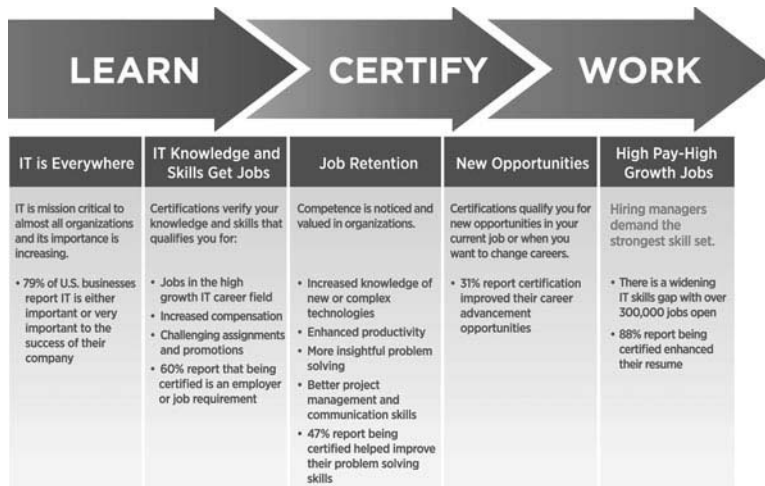 LEARN
CERTIFY
WORK
IT is Everywhere
IT is mission critical to
almost all organizations
and its importance is
increasing.
• 79% of U.S. businesses
report IT is either
important or very
important to the
success of their
company
IT Knowledge and
Skills Get Jobs
Certifications verify your
knowledge and skills that
qualifies you for:
• Jobs in the high
growth IT career field
• Increased compensation
• Challenging assignments
and promotions
• 60% report that being
certified is an employer
or job requirement
Job Retention
Competence is noticed and
valued in organizations.
• Increased knowledge of
new or complex
technologies
• Enhanced productivity
• More insightful problem
solving
• Better project
management and
communication skills
• 47% report being
certified helped improve
their problem solving
skills
New Opportunities
Certifications qualify you for
new opportunities in your
current job or when you
want to change careers.
• 31% report certification
improved their career
advancement
opportunities
High Pay-High
Growth Jobs
Hiring managers
demand the
strongest skill set.
• There is a widening
IT skills gap with over
300,000 jobs open
• 88% report being
certified enhanced
their resume